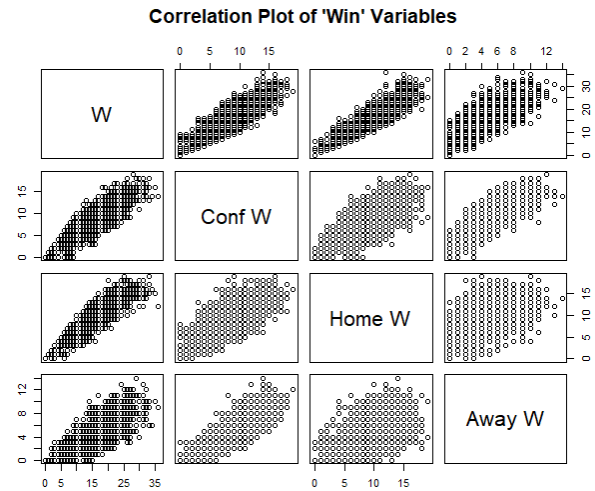 Correlation Plot of 'Win' Variables
0 5 10 15
0 2 4 6 8 12
W
0 10 20 30
0 5 10 15
Conf W
Home W
0 5 10 15
0 4 8 12
Away W
0 5 15 25 35
0 5 10 15